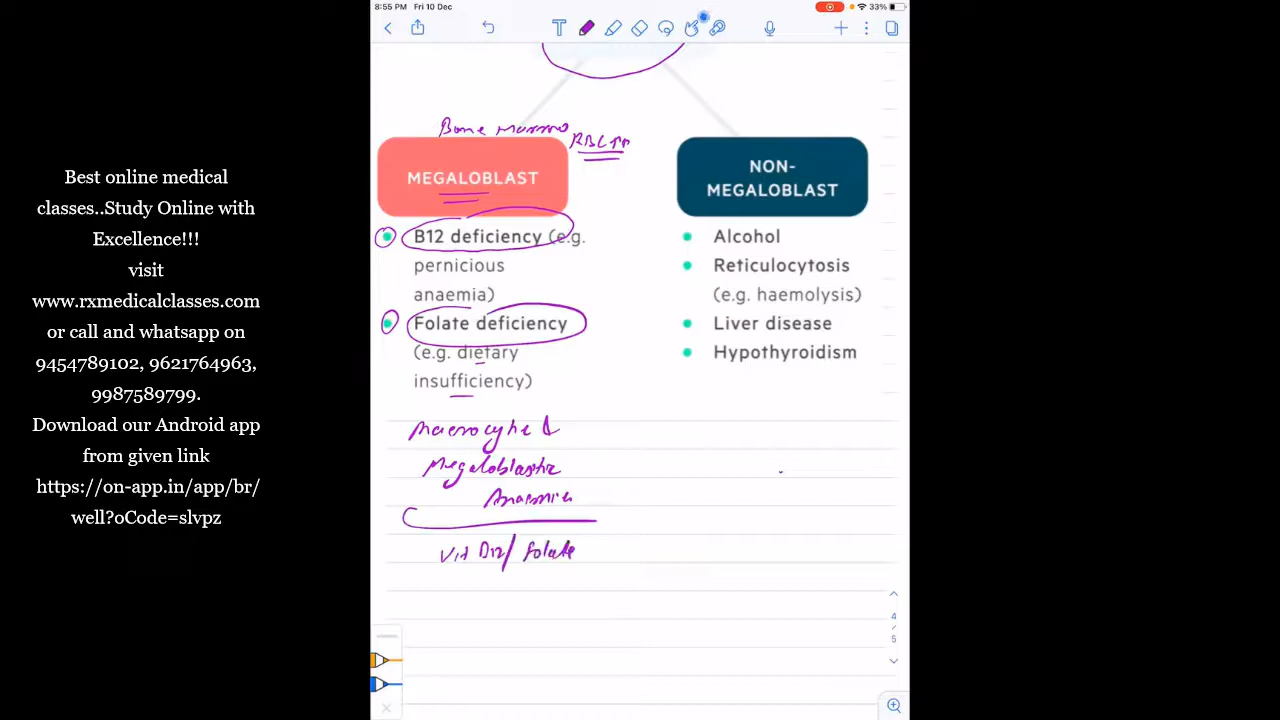 8:55 PM Fri 10 Dec
33%
Best online medical
classes..Study Online with
Excellence!!!
visit
www.rxmedicalclasses.com
or call and whatsapp on
9454789102, 9621764963,
9987589799.
Download our Android app
from given link
https://on-app.in/app/br/
well?oCode=slvpz
Bone Marrow
RBC ↑↑
MEGALOBLAST
B12 deficiency (e.g.
pernicious
anaemia)
Folate deficiency
(e.g. dietary
insufficiency)
Macrocytic &
Megaloblastic
Anaemia
Vit B12/ Folate
NON-
MEGALOBLAST
Alcohol
Reticulocytosis
(e.g. haemolysis)
Liver disease
Hypothyroidism
4
/
5